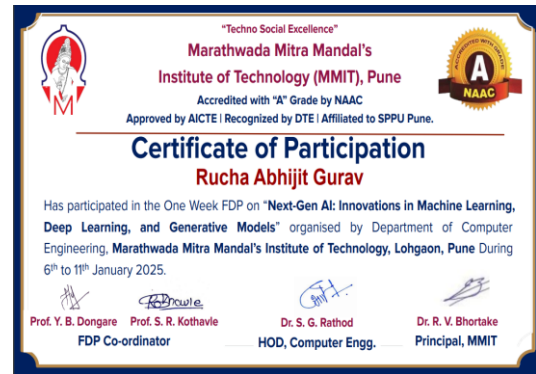 "Techno Social Excellence"
Marathwada Mitra Mandal's
Institute of Technology (MMIT), Pune
Accredited with "A" Grade by NAAC
Approved by AICTE | Recognized by DTE | Affiliated to SPPU Pune.
M
ACCREDITED WITH GRADE
A
NAAC
Certificate of Participation
Rucha Abhijit Gurav
Has participated in the One Week FDP on "Next-Gen AI: Innovations in Machine Learning,
Deep Learning, and Generative Models" organised by Department of Computer
Engineering, Marathwada Mitra Mandal's Institute of Technology, Lohgaon, Pune During
6th to 11th January 2025.
Prof. Y. B. Dongare Prof. S. R. Kothavle Dr. S. G. Rathod Dr. R. V. Bhortake
FDP Co-ordinator HOD, Computer Engg. Principal, MMIT